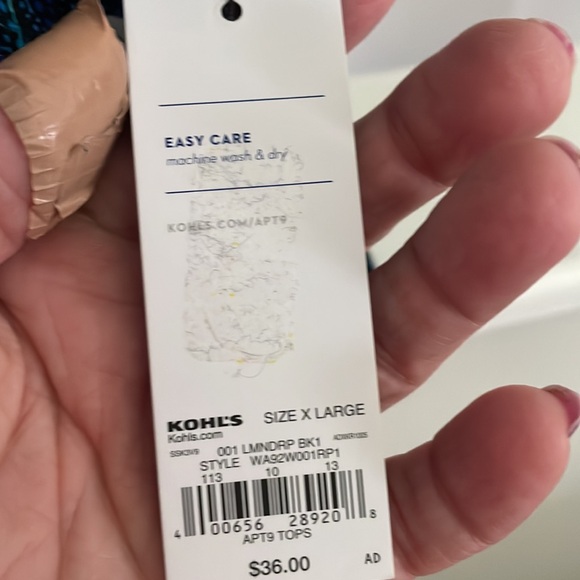 EASY CARE
machine wash & dry
KOHLS.COM/APT9
KOHL'S SIZE X LARGE
Kohls.com
SSK3V9 001 LMNDRP BK1
STYLE WA92W001RP1
113 10 13
4 00656 28920 8
APT9 TOPS
$36.00 AD